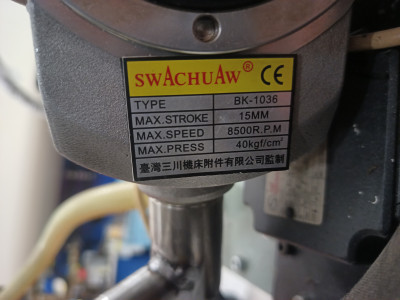 SWACHUAW® CE
TYPE BK-1036
MAX.STROKE 15MM
MAX.SPEED 8500R.P.M
MAX.PRESS 40kgf/cm²
臺灣三川機床附件有限公司監制